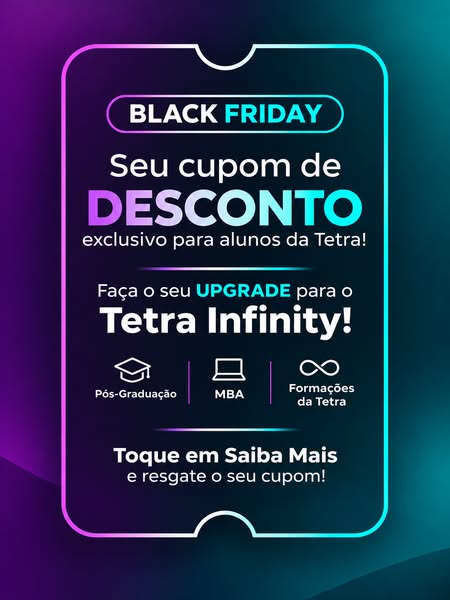 BLACK FRIDAY
Seu cupom de
DESCONTO
exclusivo para alunos da Tetra!
Faça o seu UPGRADE para o
Tetra Infinity!
Pós-Graduação
MBA
Formações
da Tetra
Toque em Saiba Mais
e resgate o seu cupom!